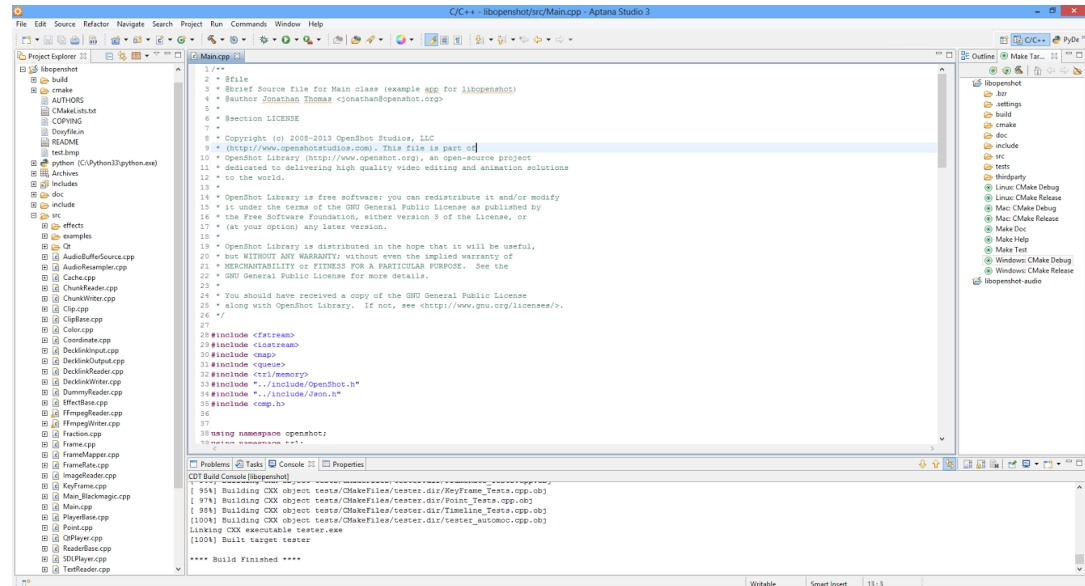 C/C++ - libopenshot/src/Main.cpp - Aptana Studio 3
File Edit Source Refactor Navigate Search Project Run Commands Window Help
C/C++ PyDe
Project Explorer
libopenshot
build
cmake
AUTHORS
CMakeLists.txt
COPYING
Doxyfile.in
README
test.bmp
python (C:\Python33\python.exe)
Archives
Includes
doc
include
src
effects
examples
Qt
AudioBufferSource.cpp
AudioResampler.cpp
Cache.cpp
ChunkReader.cpp
ChunkWriter.cpp
Clip.cpp
ClipBase.cpp
Color.cpp
Coordinate.cpp
DecklinkInput.cpp
DecklinkOutput.cpp
DecklinkReader.cpp
DecklinkWriter.cpp
DummyReader.cpp
EffectBase.cpp
FFmpegReader.cpp
FFmpegWriter.cpp
Fraction.cpp
Frame.cpp
FrameMapper.cpp
FrameRate.cpp
ImageReader.cpp
KeyFrame.cpp
Main_Blackmagic.cpp
Main.cpp
PlayerBase.cpp
Point.cpp
QtPlayer.cpp
ReaderBase.cpp
SDLPlayer.cpp
TextReader.cpp
Main.cpp
1 /**
2 * @file
3 * @brief Source file for Main class (example app for libopenshot)
4 * @author Jonathan Thomas <jonathan@openshot.org>
5 *
6 * @section LICENSE
7 *
8 * Copyright (c) 2008-2013 OpenShot Studios, LLC
9 * (http://www.openshotstudios.com). This file is part of
10 * OpenShot Library (http://www.openshot.org), an open-source project
11 * dedicated to delivering high quality video editing and animation solutions
12 * to the world.
13 *
14 * OpenShot Library is free software: you can redistribute it and/or modify
15 * it under the terms of the GNU General Public License as published by
16 * the Free Software Foundation, either version 3 of the License, or
17 * (at your option) any later version.
18 *
19 * OpenShot Library is distributed in the hope that it will be useful,
20 * but WITHOUT ANY WARRANTY; without even the implied warranty of
21 * MERCHANTABILITY or FITNESS FOR A PARTICULAR PURPOSE. See the
22 * GNU General Public License for more details.
23 *
24 * You should have received a copy of the GNU General Public License
25 * along with OpenShot Library. If not, see <http://www.gnu.org/licenses/>.
26 */
27
28 #include <fstream>
29 #include <iostream>
30 #include <map>
31 #include <queue>
32 #include <tr1/memory>
33 #include "../include/OpenShot.h"
34 #include "../include/Json.h"
35 #include <omp.h>
36
37
38 using namespace openshot;
39 using namespace tr1;
Problems Tasks Console Properties
CDT Build Console [libopenshot]
[ 95%] Building CXX object tests/CMakeFiles/tester.dir/KeyFrame_Tests.cpp.obj
[ 97%] Building CXX object tests/CMakeFiles/tester.dir/Point_Tests.cpp.obj
[ 98%] Building CXX object tests/CMakeFiles/tester.dir/Timeline_Tests.cpp.obj
[100%] Building CXX object tests/CMakeFiles/tester.dir/tester_automoc.cpp.obj
Linking CXX executable tester.exe
[100%] Built target tester
**** Build Finished ****
Outline Make Tar...
libopenshot
.bzr
.settings
build
cmake
doc
include
src
tests
thirdparty
Linux: CMake Debug
Linux: CMake Release
Mac: CMake Debug
Mac: CMake Release
Make Doc
Make Help
Make Test
Windows: CMake Debug
Windows: CMake Release
libopenshot-audio
Writable Smart Insert 13 : 3